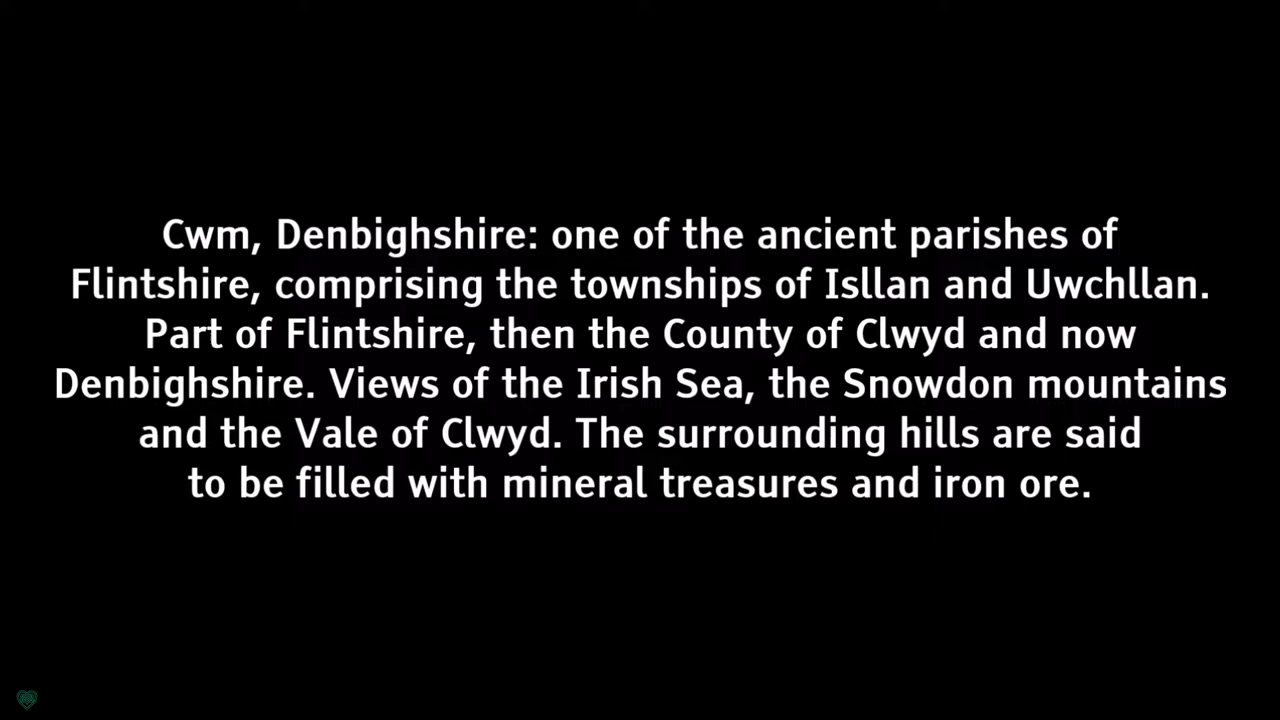 Cwm, Denbighshire: one of the ancient parishes of
Flintshire, comprising the townships of Isllan and Uwchllan.
Part of Flintshire, then the County of Clwyd and now
Denbighshire. Views of the Irish Sea, the Snowdon mountains
and the Vale of Clwyd. The surrounding hills are said
to be filled with mineral treasures and iron ore.